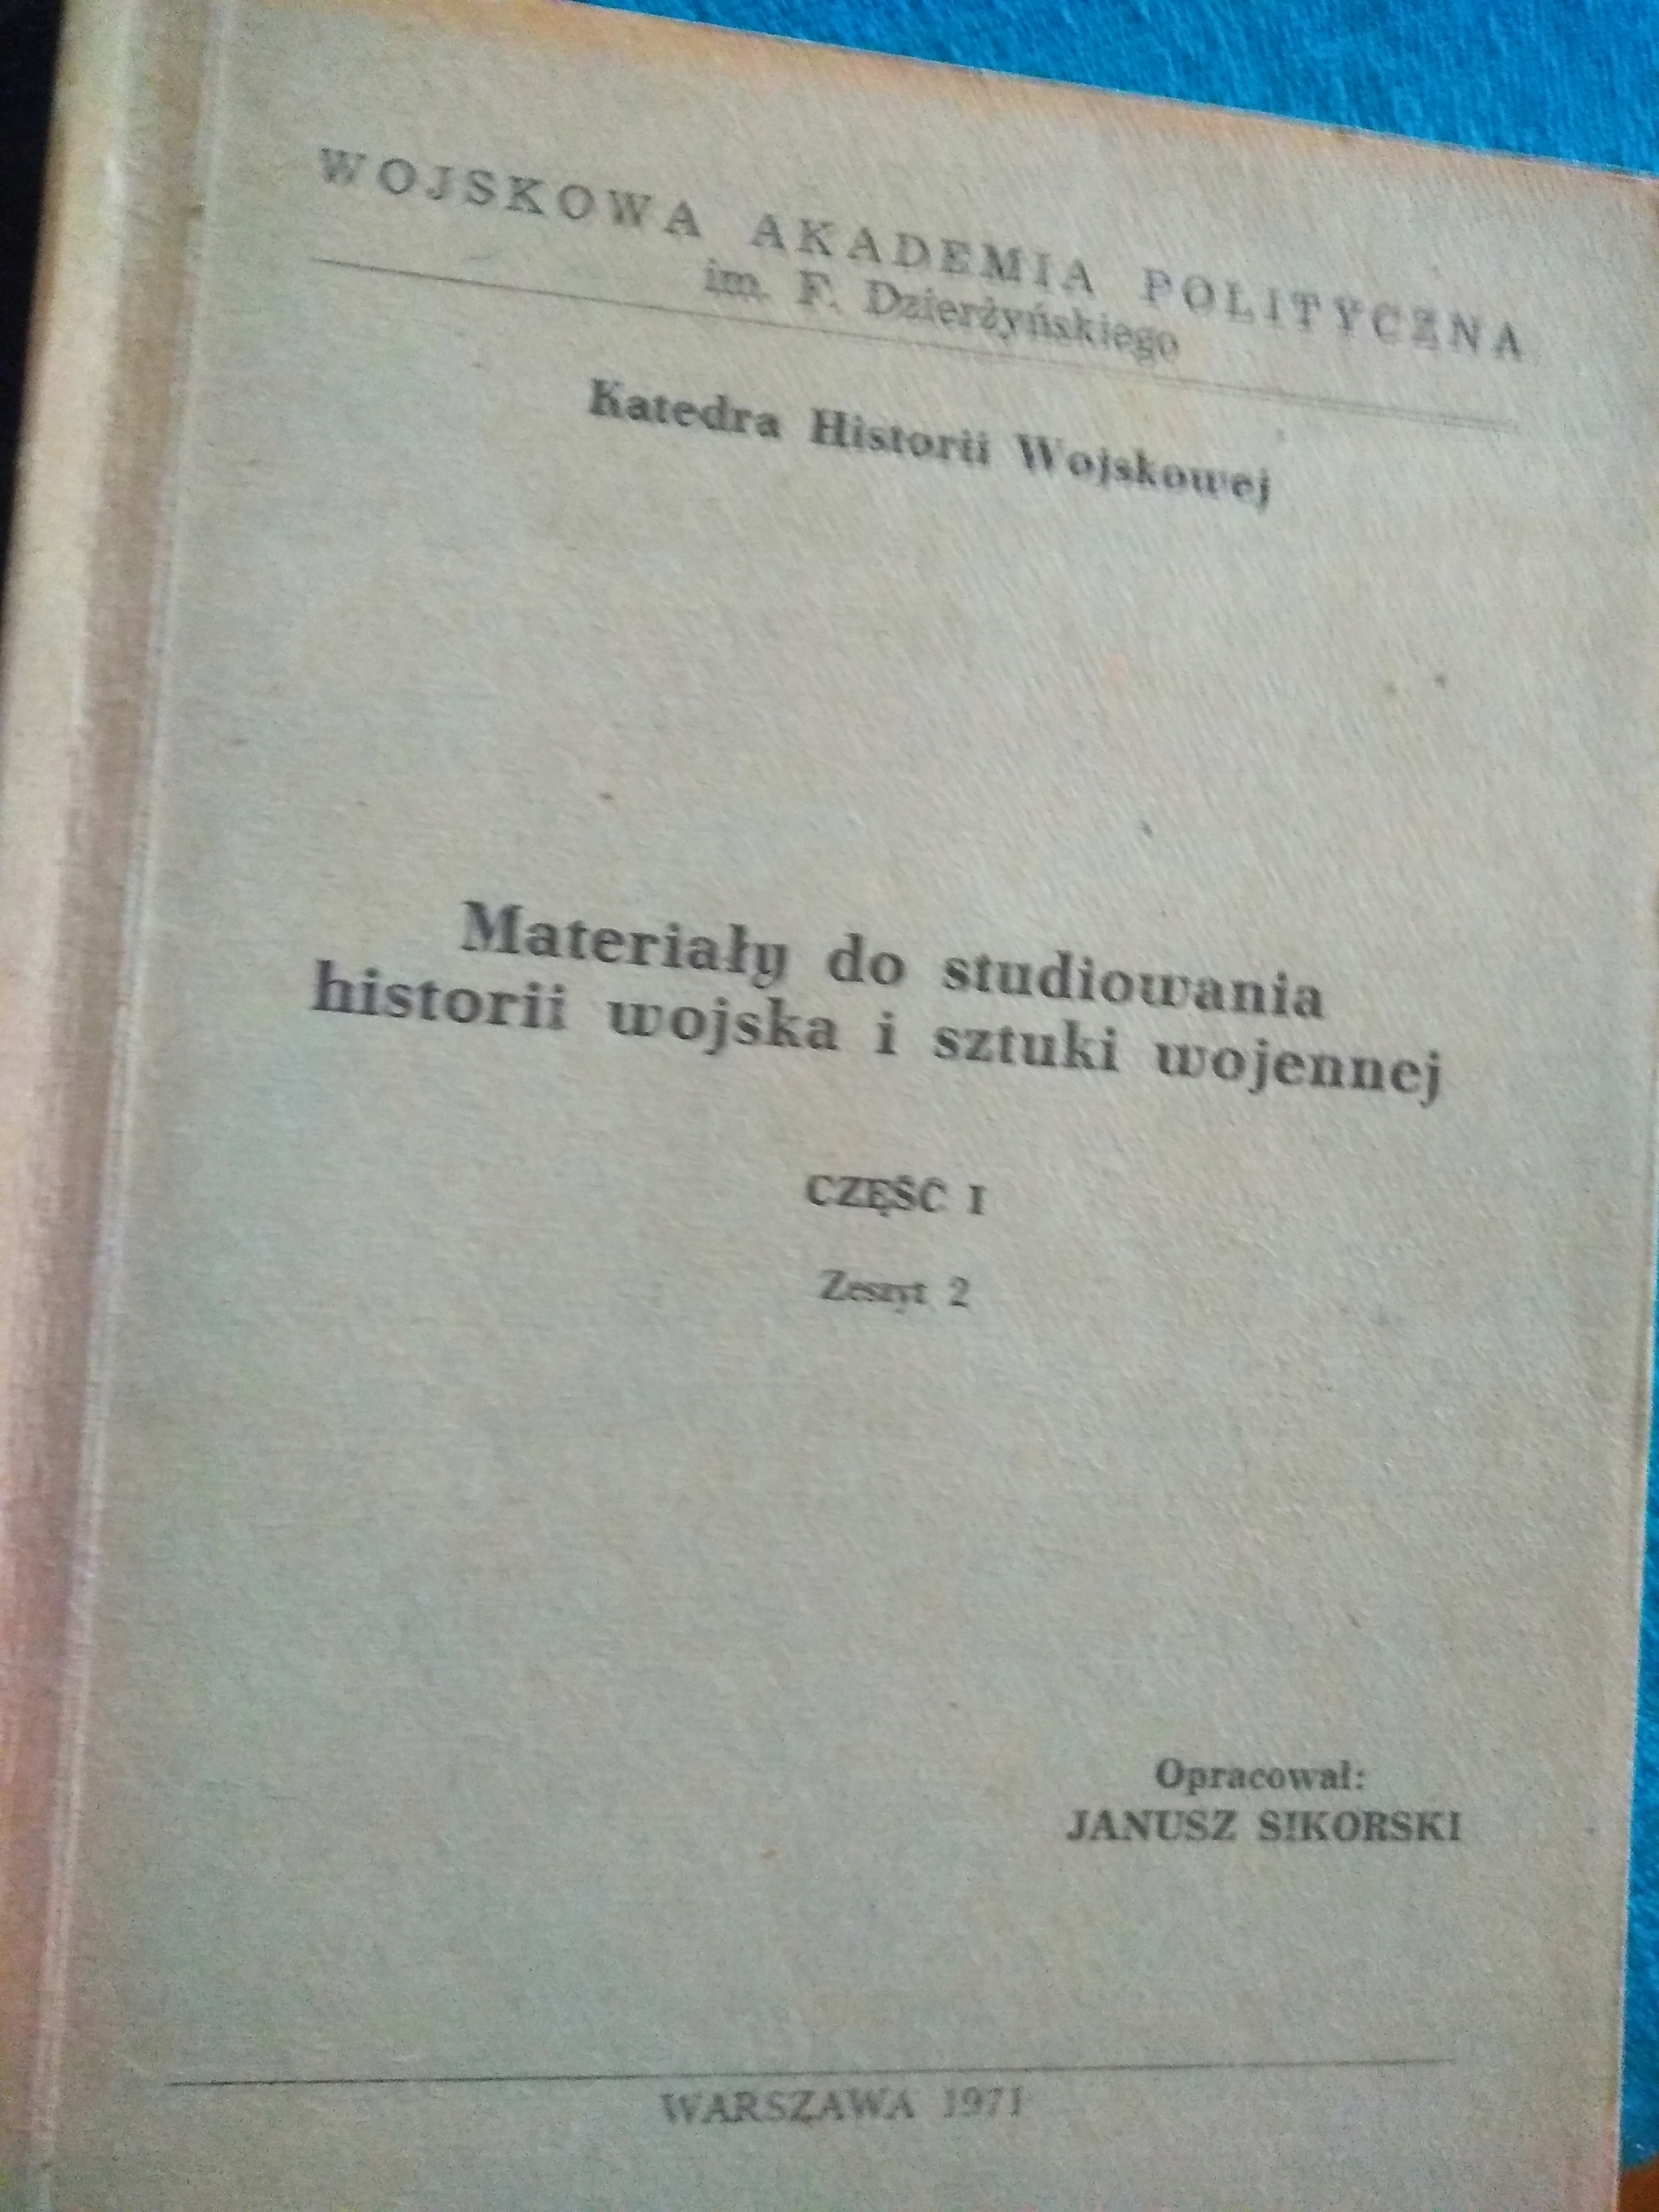 WOJSKOWA AKADEMIA POLITYCZNA
im. F. Dzierżyńskiego
Katedra Historii Wojskowej
Materiały do studiowania
historii wojska i sztuki wojennej
CZĘŚĆ I
Zeszyt 2
Opracował:
JANUSZ SIKORSKI
WARSZAWA 1971